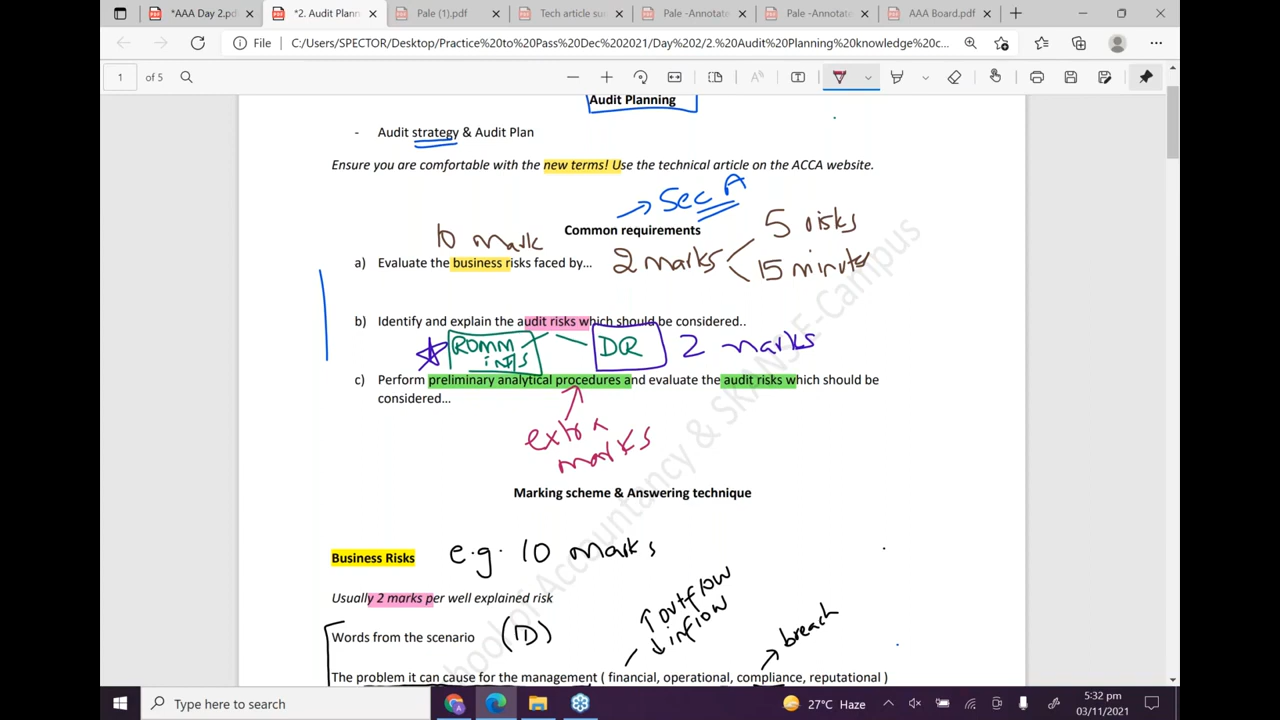 *AAA Day 2.pd
*2. Audit Plann
Pale (1).pdf
Tech article su
Pale -Annotate
Pale -Annotate
AAA Board.pdf
File
C:/Users/SPECTOR/Desktop/Practice%20to%20Pass%20Dec%202021/Day%202/2.%20Audit%20Planning%20knowledge%20c...
1 of 5
Audit Planning
- Audit strategy & Audit Plan
Ensure you are comfortable with the new terms! Use the technical article on the ACCA website.
→ Sec A
Common requirements
10 mark
5 risks
a) Evaluate the business risks faced by...
2 marks
15 minutes
b) Identify and explain the audit risks which should be considered..
ROMM
in F/S
DR
2 marks
c) Perform preliminary analytical procedures and evaluate the audit risks which should be
considered...
extra
marks
Marking scheme & Answering technique
Business Risks
e.g. 10 marks
Usually 2 marks per well explained risk
↑ outflow
↓ inflow
Words from the scenario
(D)
breach
The problem it can cause for the management ( financial, operational, compliance, reputational )
ool of Accountancy & SKANS E-Campus
Type here to search
27°C Haze
5:32 pm
03/11/2021